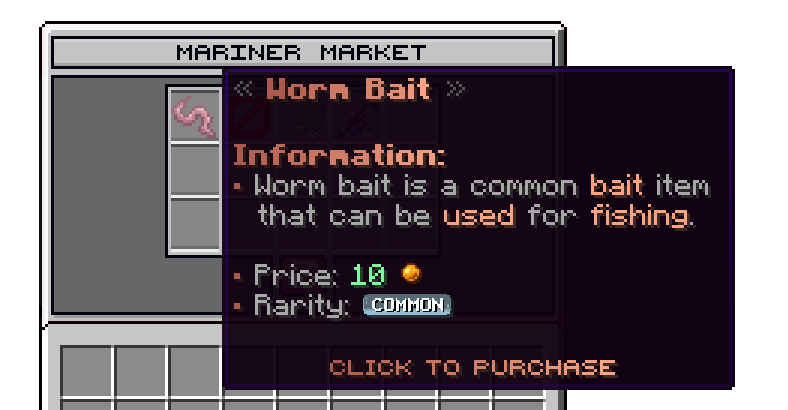 MARINER MARKET
« Worm Bait »
Information:
• Worm bait is a common bait item
that can be used for fishing.
• Price: 10
• Rarity: COMMON
CLICK TO PURCHASE